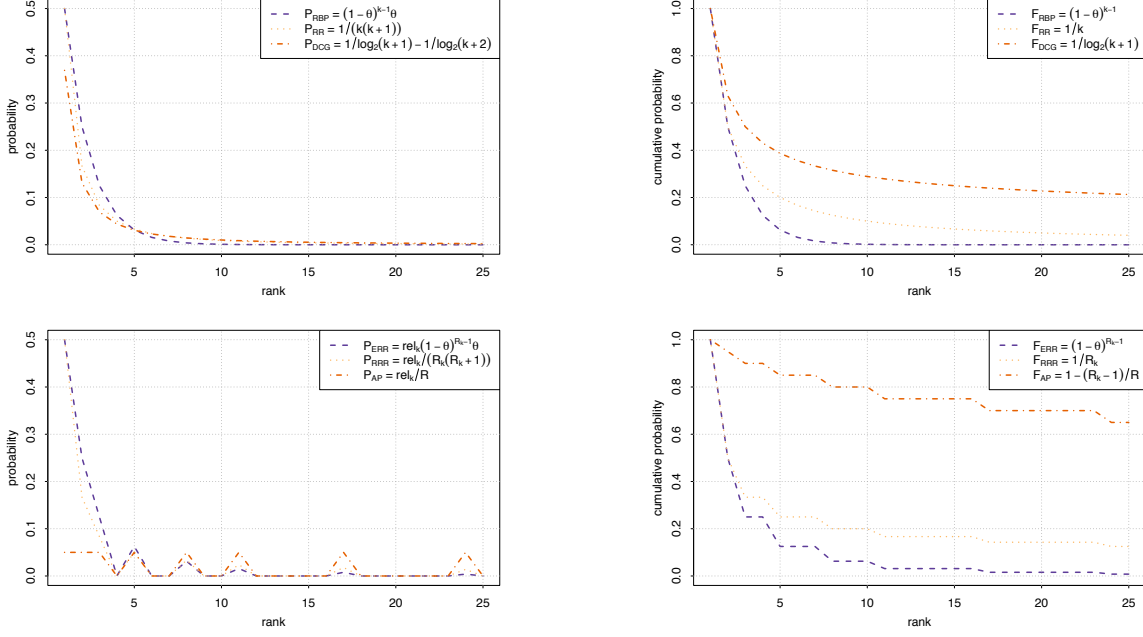 P_RBP = (1 − θ)^{k−1}θ
P_RR = 1/(k(k + 1))
P_DCG = 1/log₂(k + 1) − 1/log₂(k + 2)
probability
0.0
0.1
0.2
0.3
0.4
0.5
5
10
15
20
25
rank
F_RBP = (1 − θ)^{k−1}
F_RR = 1/k
F_DCG = 1/log₂(k + 1)
cumulative probability
0.0
0.2
0.4
0.6
0.8
1.0
5
10
15
20
25
rank
P_ERR = rel_k(1 − θ)^{R_k−1}θ
P_RRR = rel_k/(R_k(R_k + 1))
P_AP = rel_k/R
probability
0.0
0.1
0.2
0.3
0.4
0.5
5
10
15
20
25
rank
F_ERR = (1 − θ)^{R_k−1}
F_RRR = 1/R_k
F_AP = 1 − (R_k − 1)/R
cumulative probability
0.0
0.2
0.4
0.6
0.8
1.0
5
10
15
20
25
rank